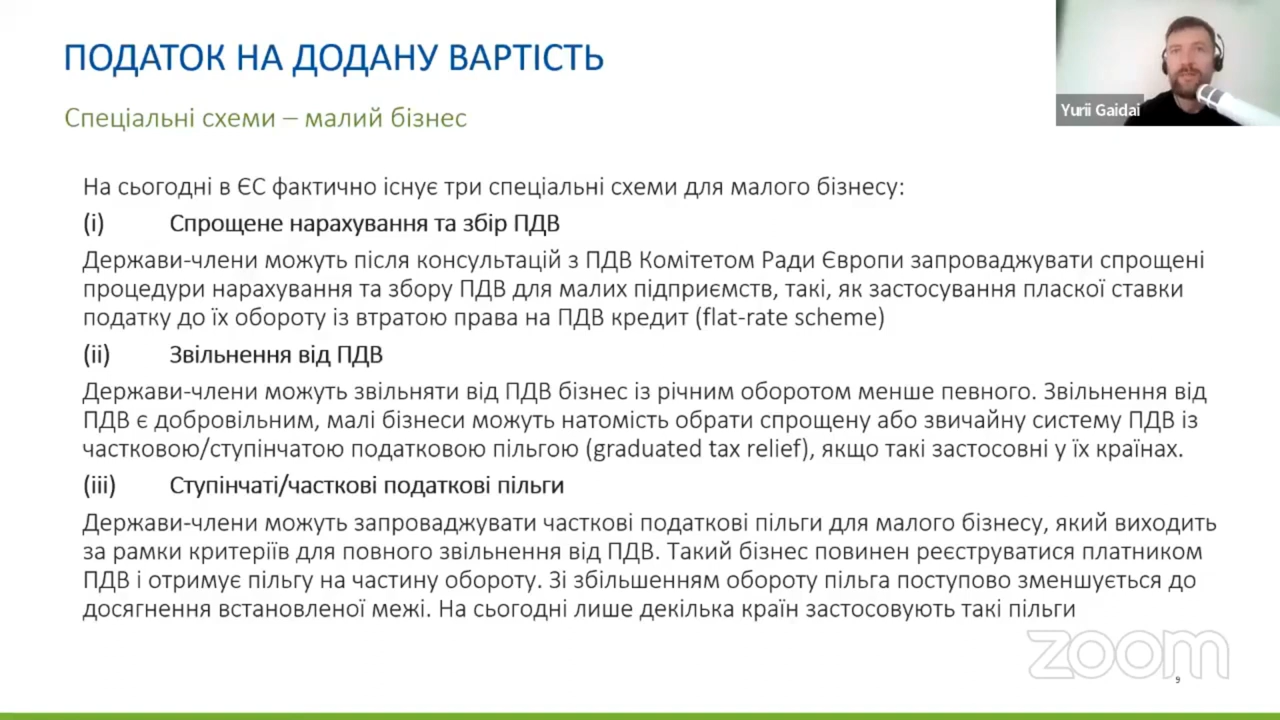 ПОДАТОК НА ДОДАНУ ВАРТІСТЬ
Yurii Gaidai
Спеціальні схеми – малий бізнес
На сьогодні в ЄС фактично існує три спеціальні схеми для малого бізнесу:
(i) Спрощене нарахування та збір ПДВ
Держави-члени можуть після консультацій з ПДВ Комітетом Ради Європи запроваджувати спрощені
процедури нарахування та збору ПДВ для малих підприємств, такі, як застосування пласкої ставки
податку до їх обороту із втратою права на ПДВ кредит (flat-rate scheme)
(ii) Звільнення від ПДВ
Держави-члени можуть звільняти від ПДВ бізнес із річним оборотом менше певного. Звільнення від
ПДВ є добровільним, малі бізнеси можуть натомість обрати спрощену або звичайну систему ПДВ із
частковою/ступінчатою податковою пільгою (graduated tax relief), якщо такі застосовні у їх країнах.
(iii) Ступінчаті/часткові податкові пільги
Держави-члени можуть запроваджувати часткові податкові пільги для малого бізнесу, який виходить
за рамки критеріїв для повного звільнення від ПДВ. Такий бізнес повинен реєструватися платником
ПДВ і отримує пільгу на частину обороту. Зі збільшенням обороту пільга поступово зменшується до
досягнення встановленої межі. На сьогодні лише декілька країн застосовують такі пільги
zoom
9